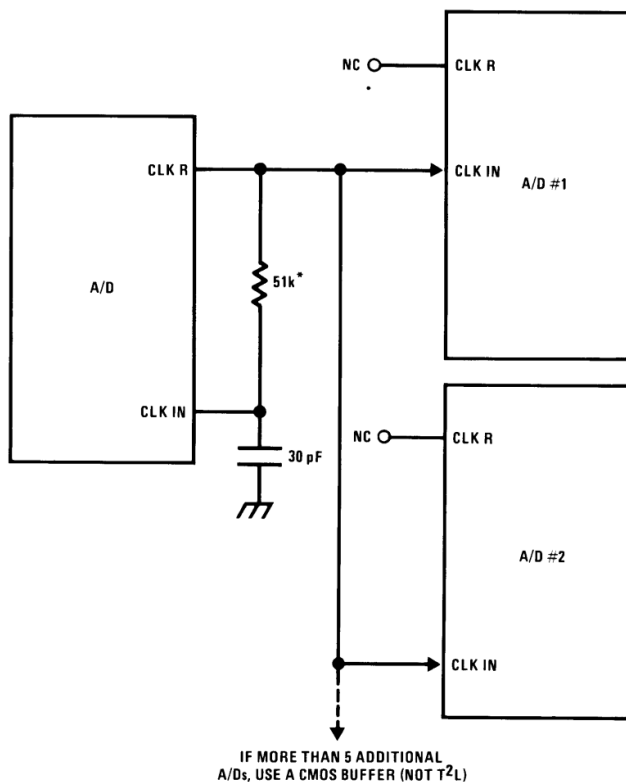 NC
CLK R
CLK R
CLK IN
A/D #1
51k*
A/D
CLK IN
30 pF
NC
CLK R
A/D #2
CLK IN
IF MORE THAN 5 ADDITIONAL
A/Ds, USE A CMOS BUFFER (NOT T²L)